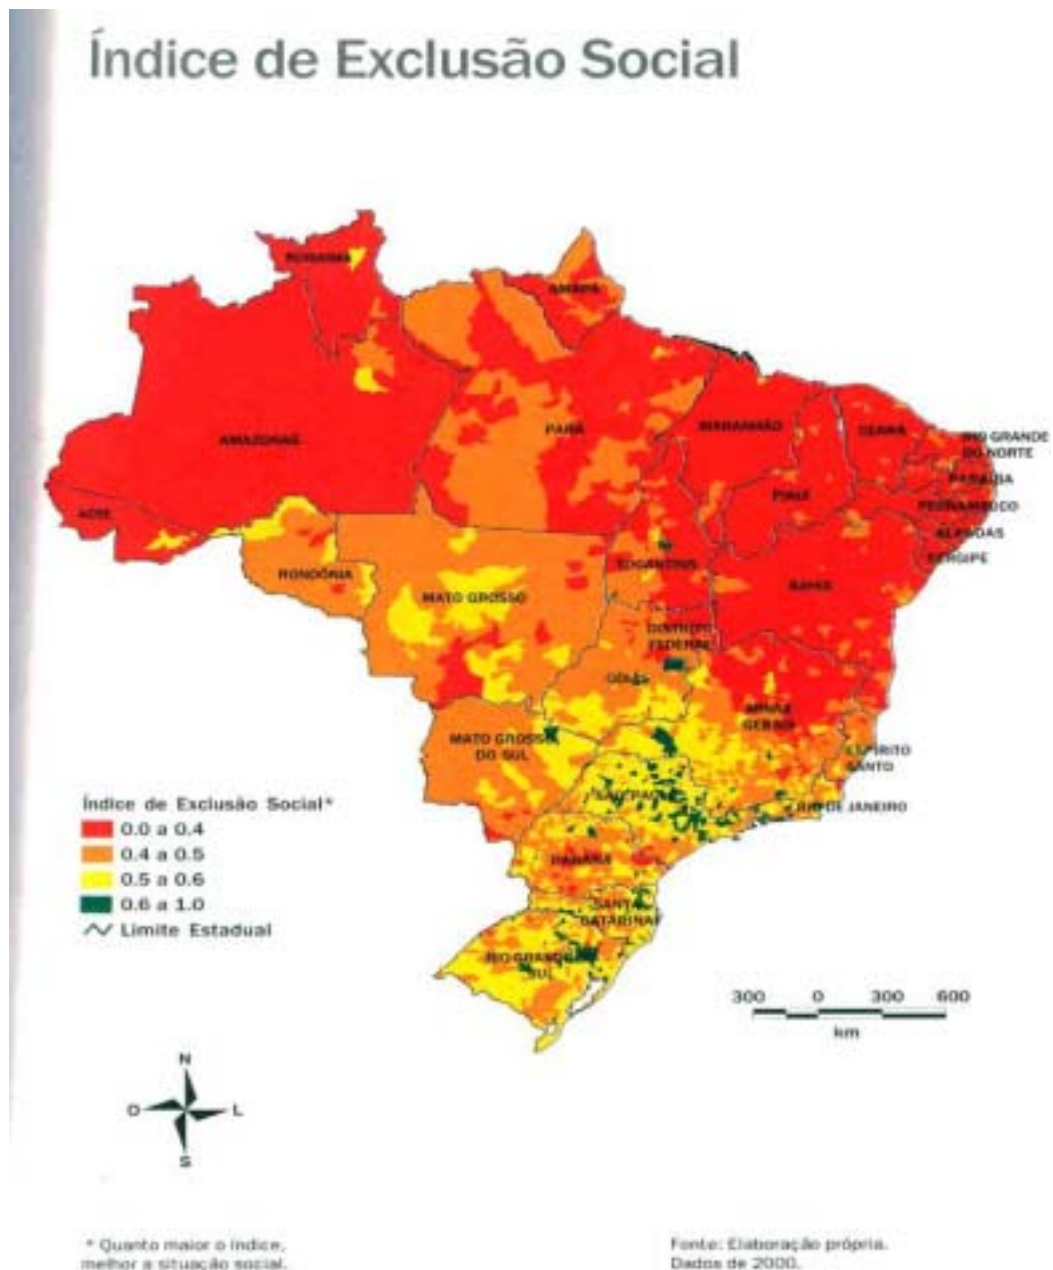 Índice de Exclusão Social
RORAIMA
AMAPÁ
AMAZONAS
PARÁ
MARANHÃO
CEARÁ
RIO GRANDE
DO NORTE
PARAÍBA
PIAUÍ
PERNAMBUCO
ACRE
ALAGOAS
SERGIPE
TOCANTINS
RONDÔNIA
BAHIA
MATO GROSSO
DISTRITO
FEDERAL
GOIÁS
MINAS
GERAIS
MATO GROSSO
DO SUL
ESPÍRITO
SANTO
SÃO PAULO
RIO DE JANEIRO
Índice de Exclusão Social*
0.0 a 0.4
0.4 a 0.5
0.5 a 0.6
0.6 a 1.0
Limite Estadual
PARANÁ
SANTA
CATARINA
RIO GRANDE DO
SUL
300 0 300 600
km
N
O L
S
* Quanto maior o índice,
melhor a situação social.
Fonte: Elaboração própria.
Dados de 2000.